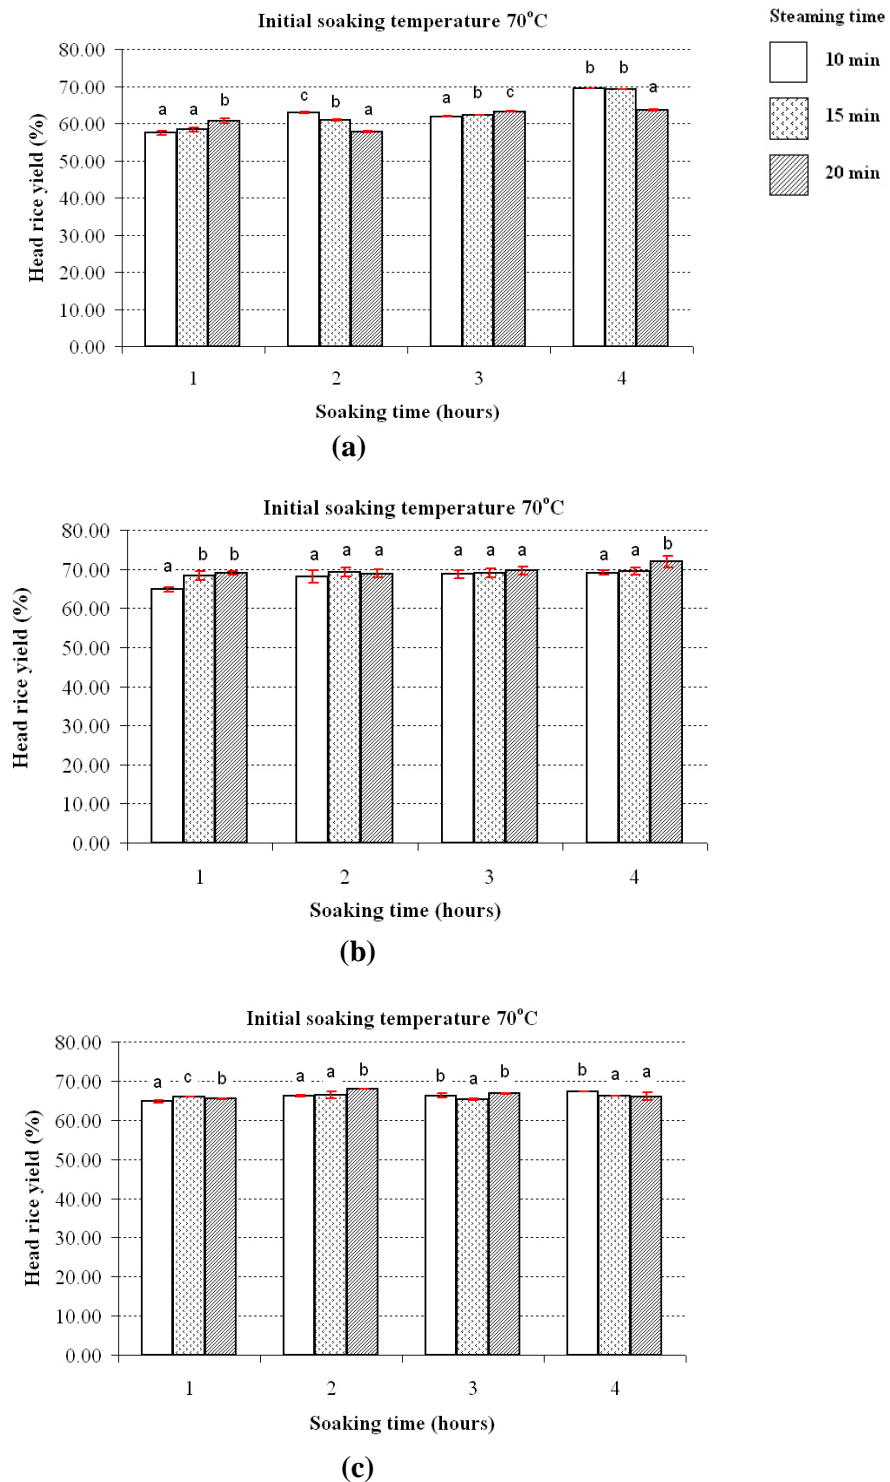 Initial soaking temperature 70°C
Steaming time
10 min
15 min
20 min
Head rice yield (%)
80.00
70.00
60.00
50.00
40.00
30.00
20.00
10.00
0.00
a a b c b a a b c b b a
1 2 3 4
Soaking time (hours)
(a)
Initial soaking temperature 70°C
Head rice yield (%)
80.00
70.00
60.00
50.00
40.00
30.00
20.00
10.00
0.00
a b b a a a a a a a a b
1 2 3 4
Soaking time (hours)
(b)
Initial soaking temperature 70°C
Head rice yield (%)
80.00
70.00
60.00
50.00
40.00
30.00
20.00
10.00
0.00
a c b a a b b a b b a a
1 2 3 4
Soaking time (hours)
(c)